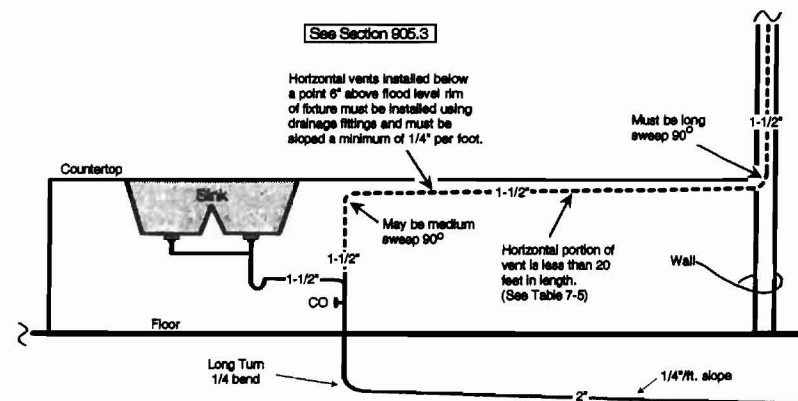 See Section 905.3
Horizontal vents installed below
a point 6" above flood level rim
of fixture must be installed using
drainage fittings and must be
sloped a minimum of 1/4" per foot.
Must be long
sweep 90°
1-1/2"
Countertop
Sink
1-1/2"
May be medium
sweep 90°
Horizontal portion of
vent is less than 20
feet in length.
(See Table 7-5)
1-1/2"
Wall
1-1/2"
CO
Floor
Long Turn
1/4 bend
2"
1/4"/ft. slope